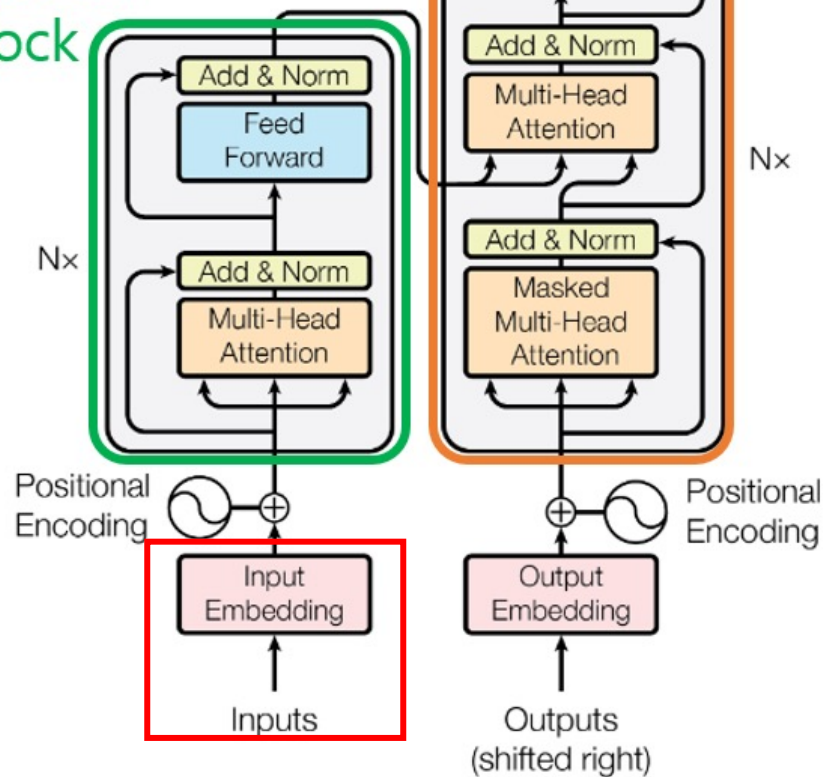 ock
Add & Norm
Feed
Forward
Nx
Add & Norm
Multi-Head
Attention
Positional
Encoding
Input
Embedding
Inputs
Add & Norm
Multi-Head
Attention
Nx
Add & Norm
Masked
Multi-Head
Attention
Positional
Encoding
Output
Embedding
Outputs
(shifted right)